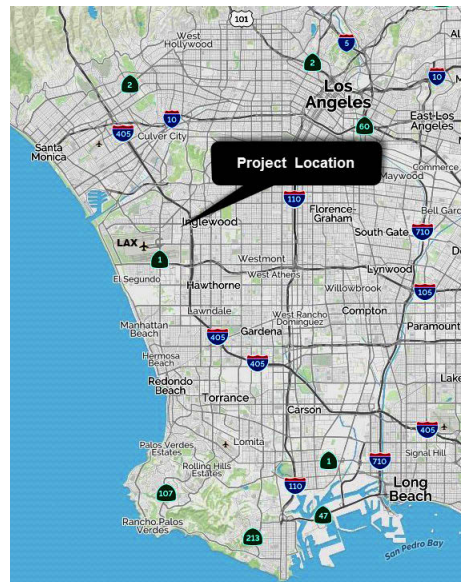 101
West
Hollywood
5
2
2
Los
Angeles
10
Al
10
M
405
Culver City
60
East Los
Angeles
Santa
Monica
Project Location
Commerce
Maywood
110
Florence-
Graham
Bell Gard
Inglewood
South Gate
710
LAX
1
Westmont
D
El Segundo
West Athens
Lynwood
Hawthorne
Willowbrook
105
Lawndale
West Rancho
Dominguez
Compton
Manhattan
Beach
405
Gardena
Paramount
Hermosa
Beach
405
Redondo
Beach
Lake
Torrance
Carson
405
Palos Verdes
Estates
Lomita
1
Signal Hill
Rolling Hills
Estates
710
107
110
Long
Beach
Rancho Palos
Verdes
47
213
San Pedro Bay